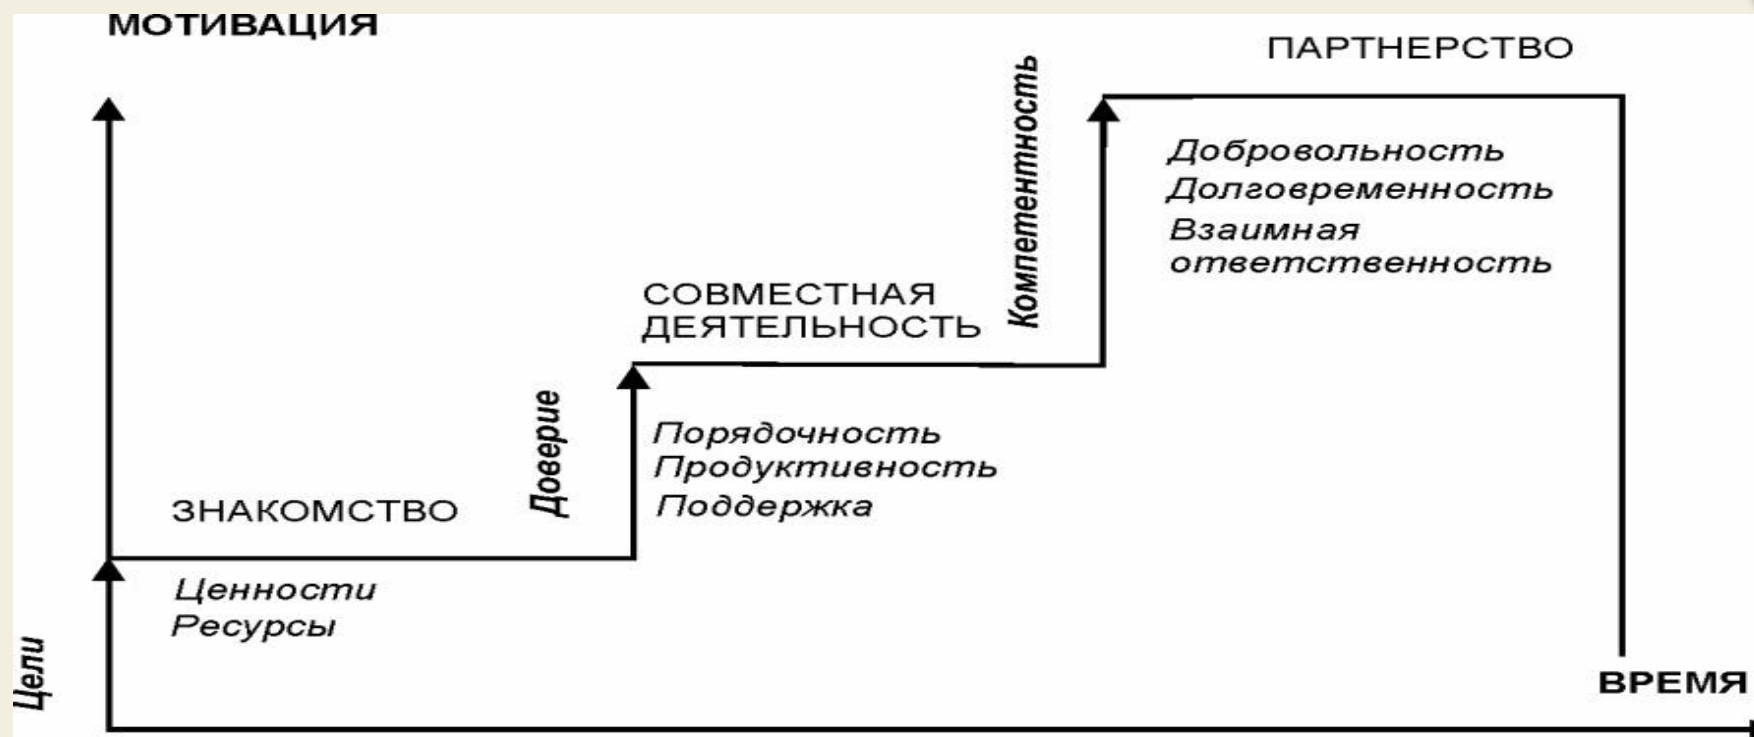 МОТИВАЦИЯ
ПАРТНЕРСТВО
Компетентность
Добровольность
Долговременность
Взаимная
ответственность
СОВМЕСТНАЯ
ДЕЯТЕЛЬНОСТЬ
Доверие
Порядочность
Продуктивность
Поддержка
ЗНАКОМСТВО
Ценности
Ресурсы
Цели
ВРЕМЯ